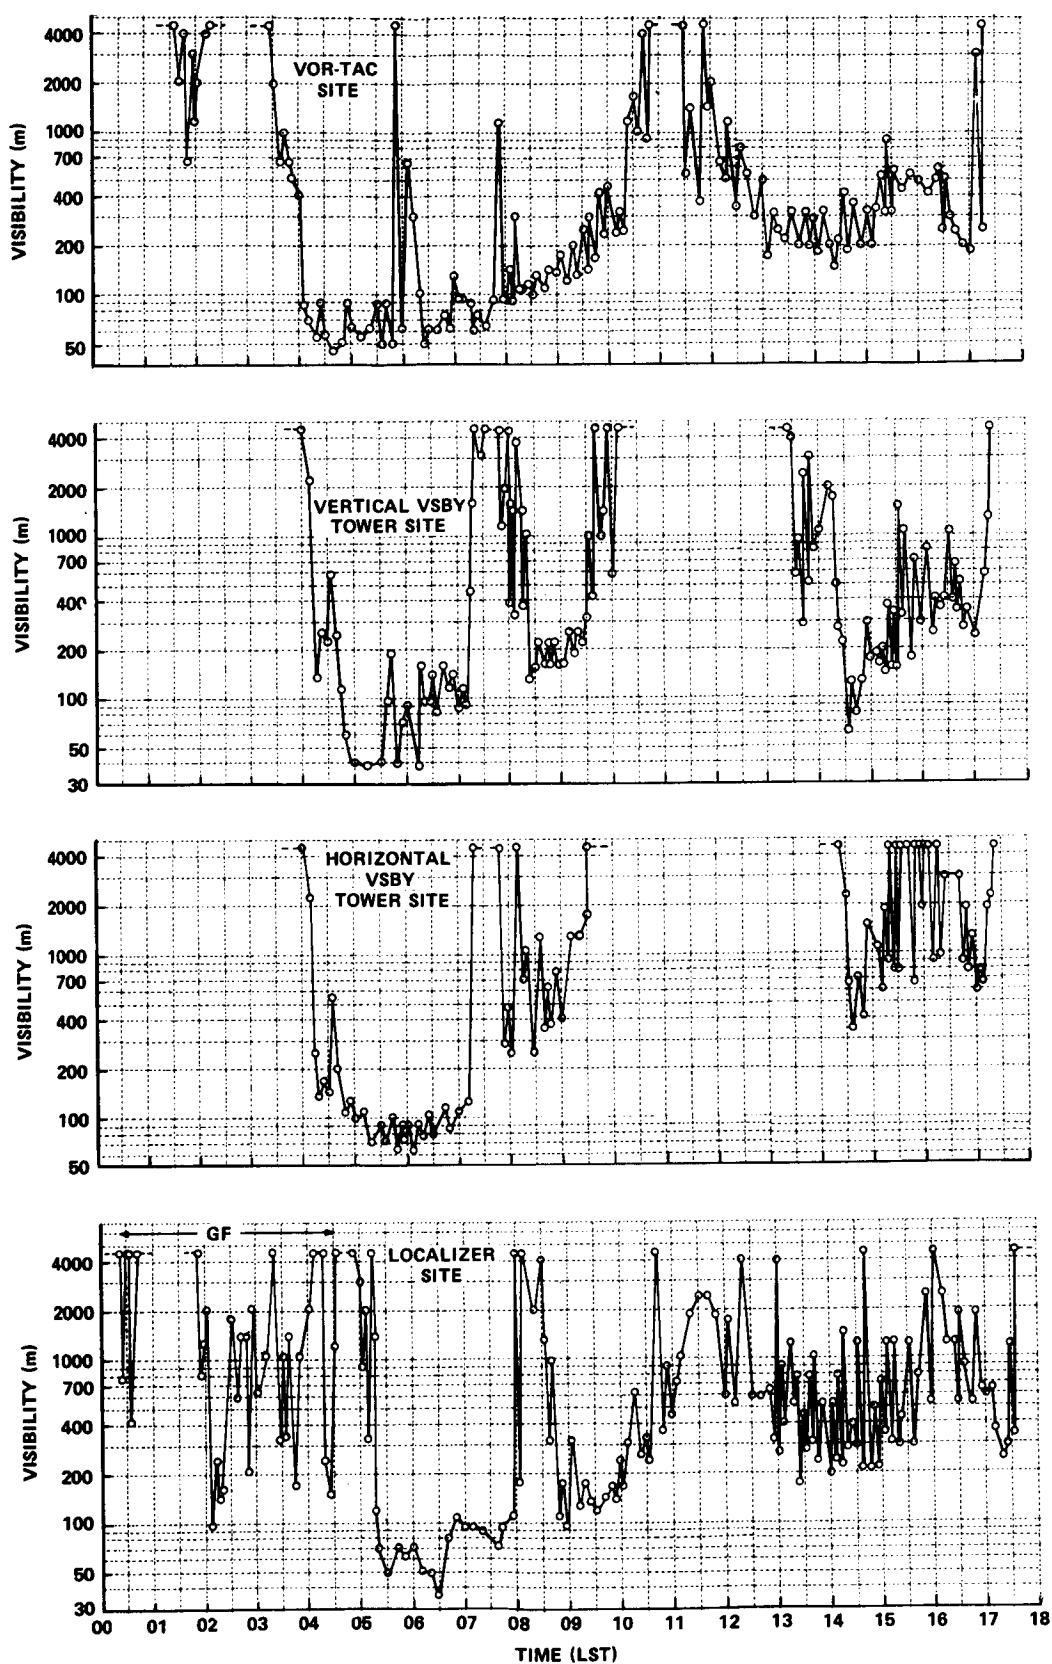 VISIBILITY (m)
4000
2000
1000
700
400
200
100
50
VOR-TAC
SITE
VISIBILITY (m)
4000
2000
1000
700
400
200
100
50
30
VERTICAL VSBY
TOWER SITE
VISIBILITY (m)
4000
2000
1000
700
400
200
100
50
HORIZONTAL
VSBY
TOWER SITE
VISIBILITY (m)
4000
2000
1000
700
400
200
100
50
30
GF
LOCALIZER
SITE
00 01 02 03 04 05 06 07 08 09 10 11 12 13 14 15 16 17 18
TIME (LST)